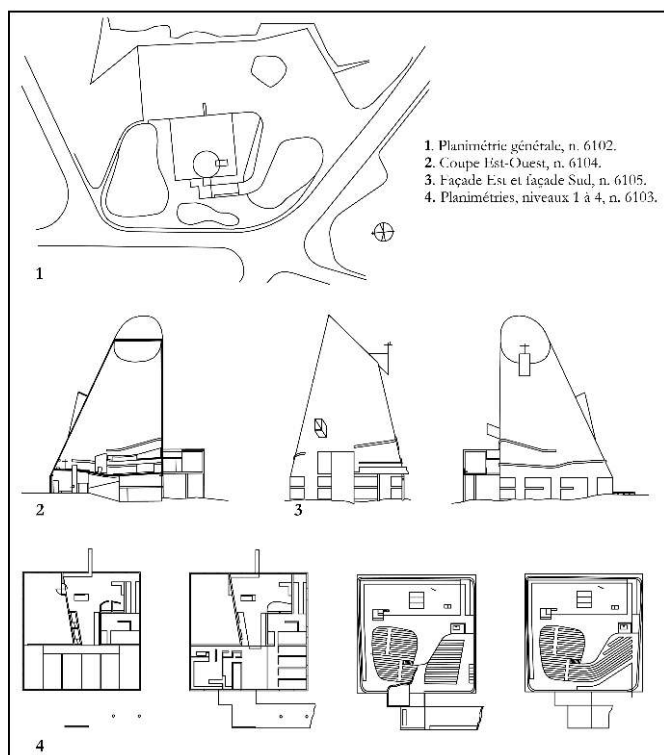 1. Planimétrie générale, n. 6102.
2. Coupe Est-Ouest, n. 6104.
3. Façade Est et façade Sud, n. 6105.
4. Planimétries, niveaux 1 à 4, n. 6103.
1
2
3
4